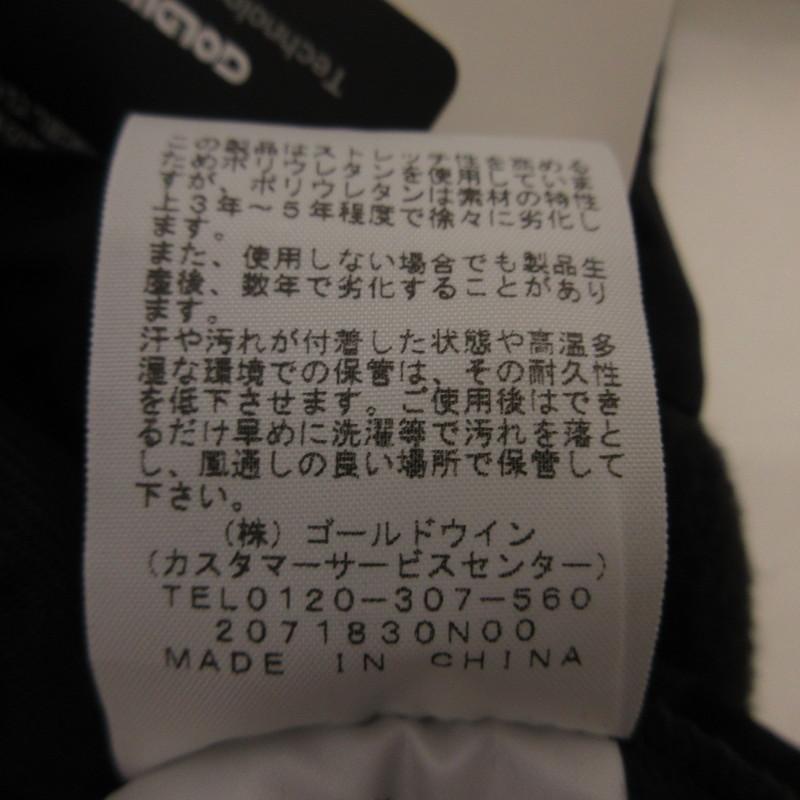 GOLDWIN
Technolo
この製品はストレッチ性を高める
ためポリウレタンを使用していま
すが、ポリウレタンは素材の特性
上3年～5年程度で徐々に劣化し
ます。
また、使用しない場合でも製品生
産後、数年で劣化することがあり
ます。
汗や汚れが付着した状態や高温多
湿な環境での保管は、その耐久性
を低下させます。ご使用後はでき
るだけ早めに洗濯等で汚れを落と
し、風通しの良い場所で保管して
下さい。
(株)ゴールドウイン
(カスタマーサービスセンター)
TEL0120-307-560
2071830N00
MADE IN CHINA